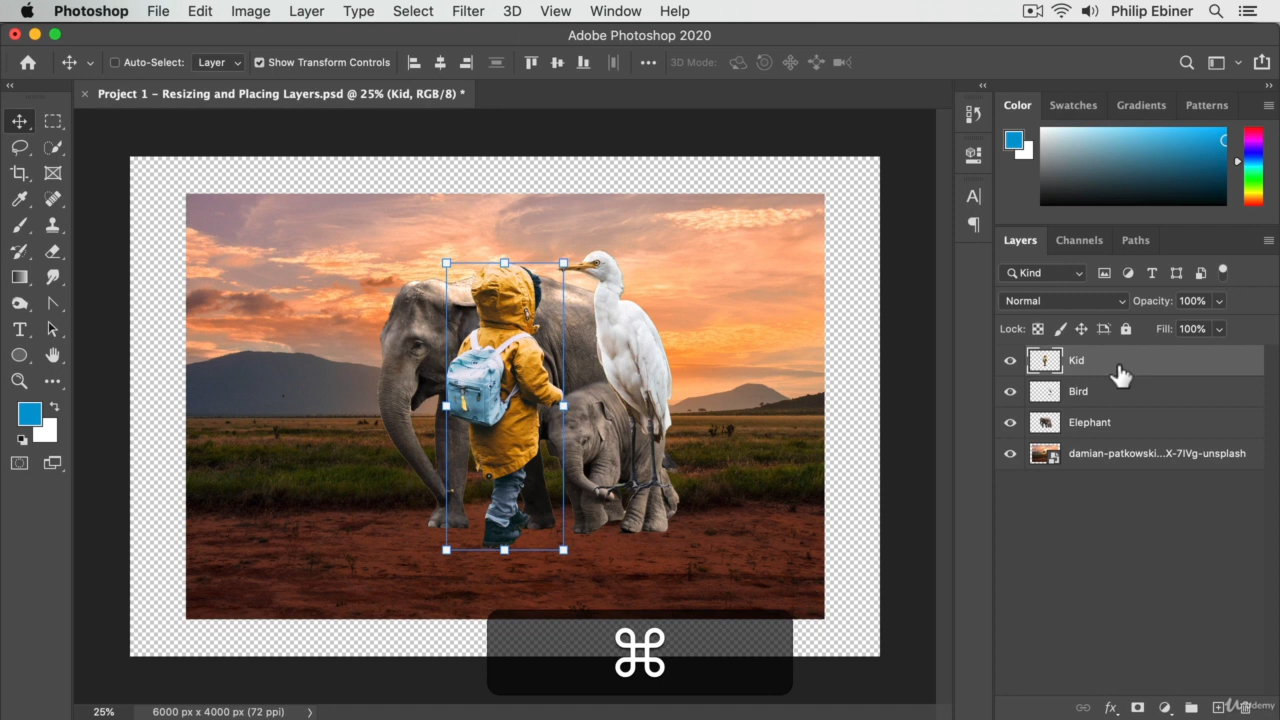 Photoshop File Edit Image Layer Type Select Filter 3D View Window Help Philip Ebiner
Adobe Photoshop 2020
Auto-Select: Layer Show Transform Controls 3D Mode:
Project 1 – Resizing and Placing Layers.psd @ 25% (Kid, RGB/8) *
Color Swatches Gradients Patterns
Layers Channels Paths
Kind
Normal Opacity: 100%
Lock: Fill: 100%
Kid
Bird
Elephant
damian-patkowski...X-7IVg-unsplash
⌘
25% 6000 px x 4000 px (72 ppi)